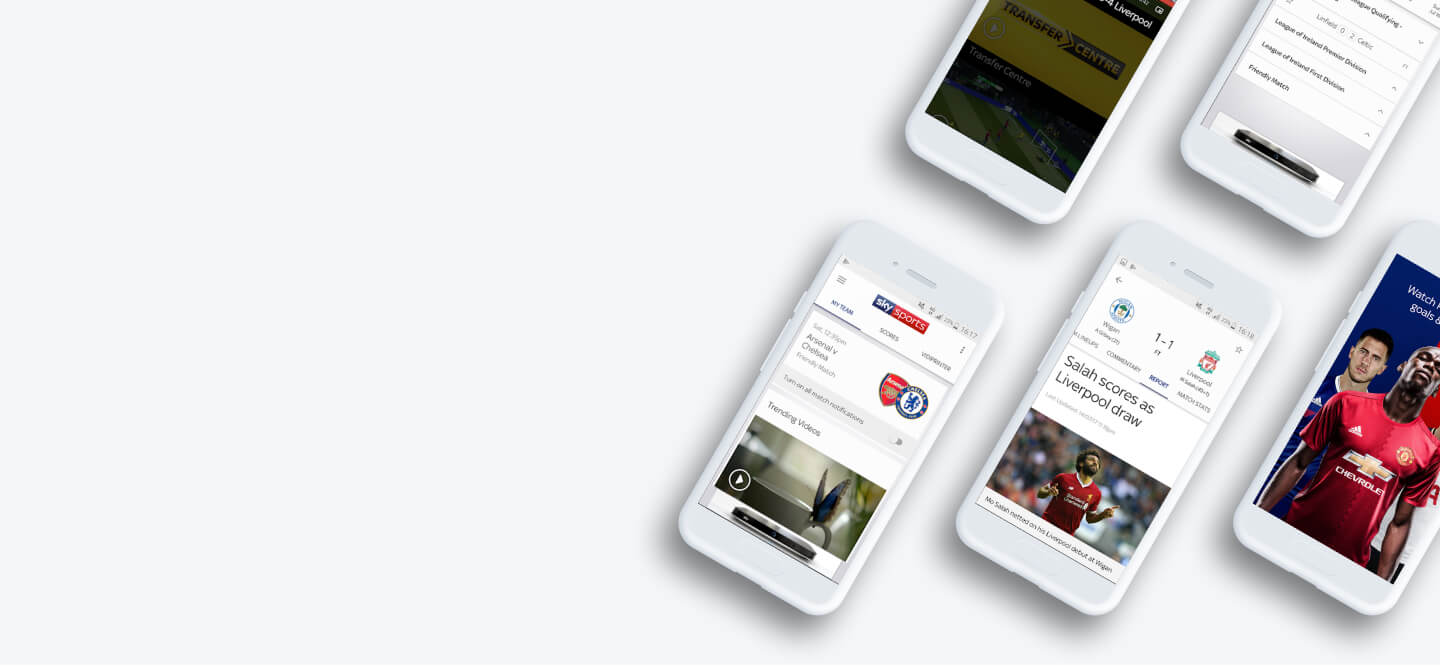 -4 Liverpool
TRANSFER
CENTRE
Transfer Centre
League Qualifying
Linfield 0 2 Celtic
League of Ireland Premier Division
League of Ireland First Division
Friendly Match
16:17
sky sports
MY TEAM
SCORES
VIDIPRINTER
Sat, 12:35pm
Arsenal v
Chelsea
Friendly Match
Turn on all match notifications
Trending Videos
16:18
Wigan
1 - 1
FT
Liverpool
LINEUPS
COMMENTARY
REPORT
MATCH STATS
Salah scores as
Liverpool draw
Mo Salah netted on his Liverpool debut at Wigan
Watch
goals &
CHEVROLET